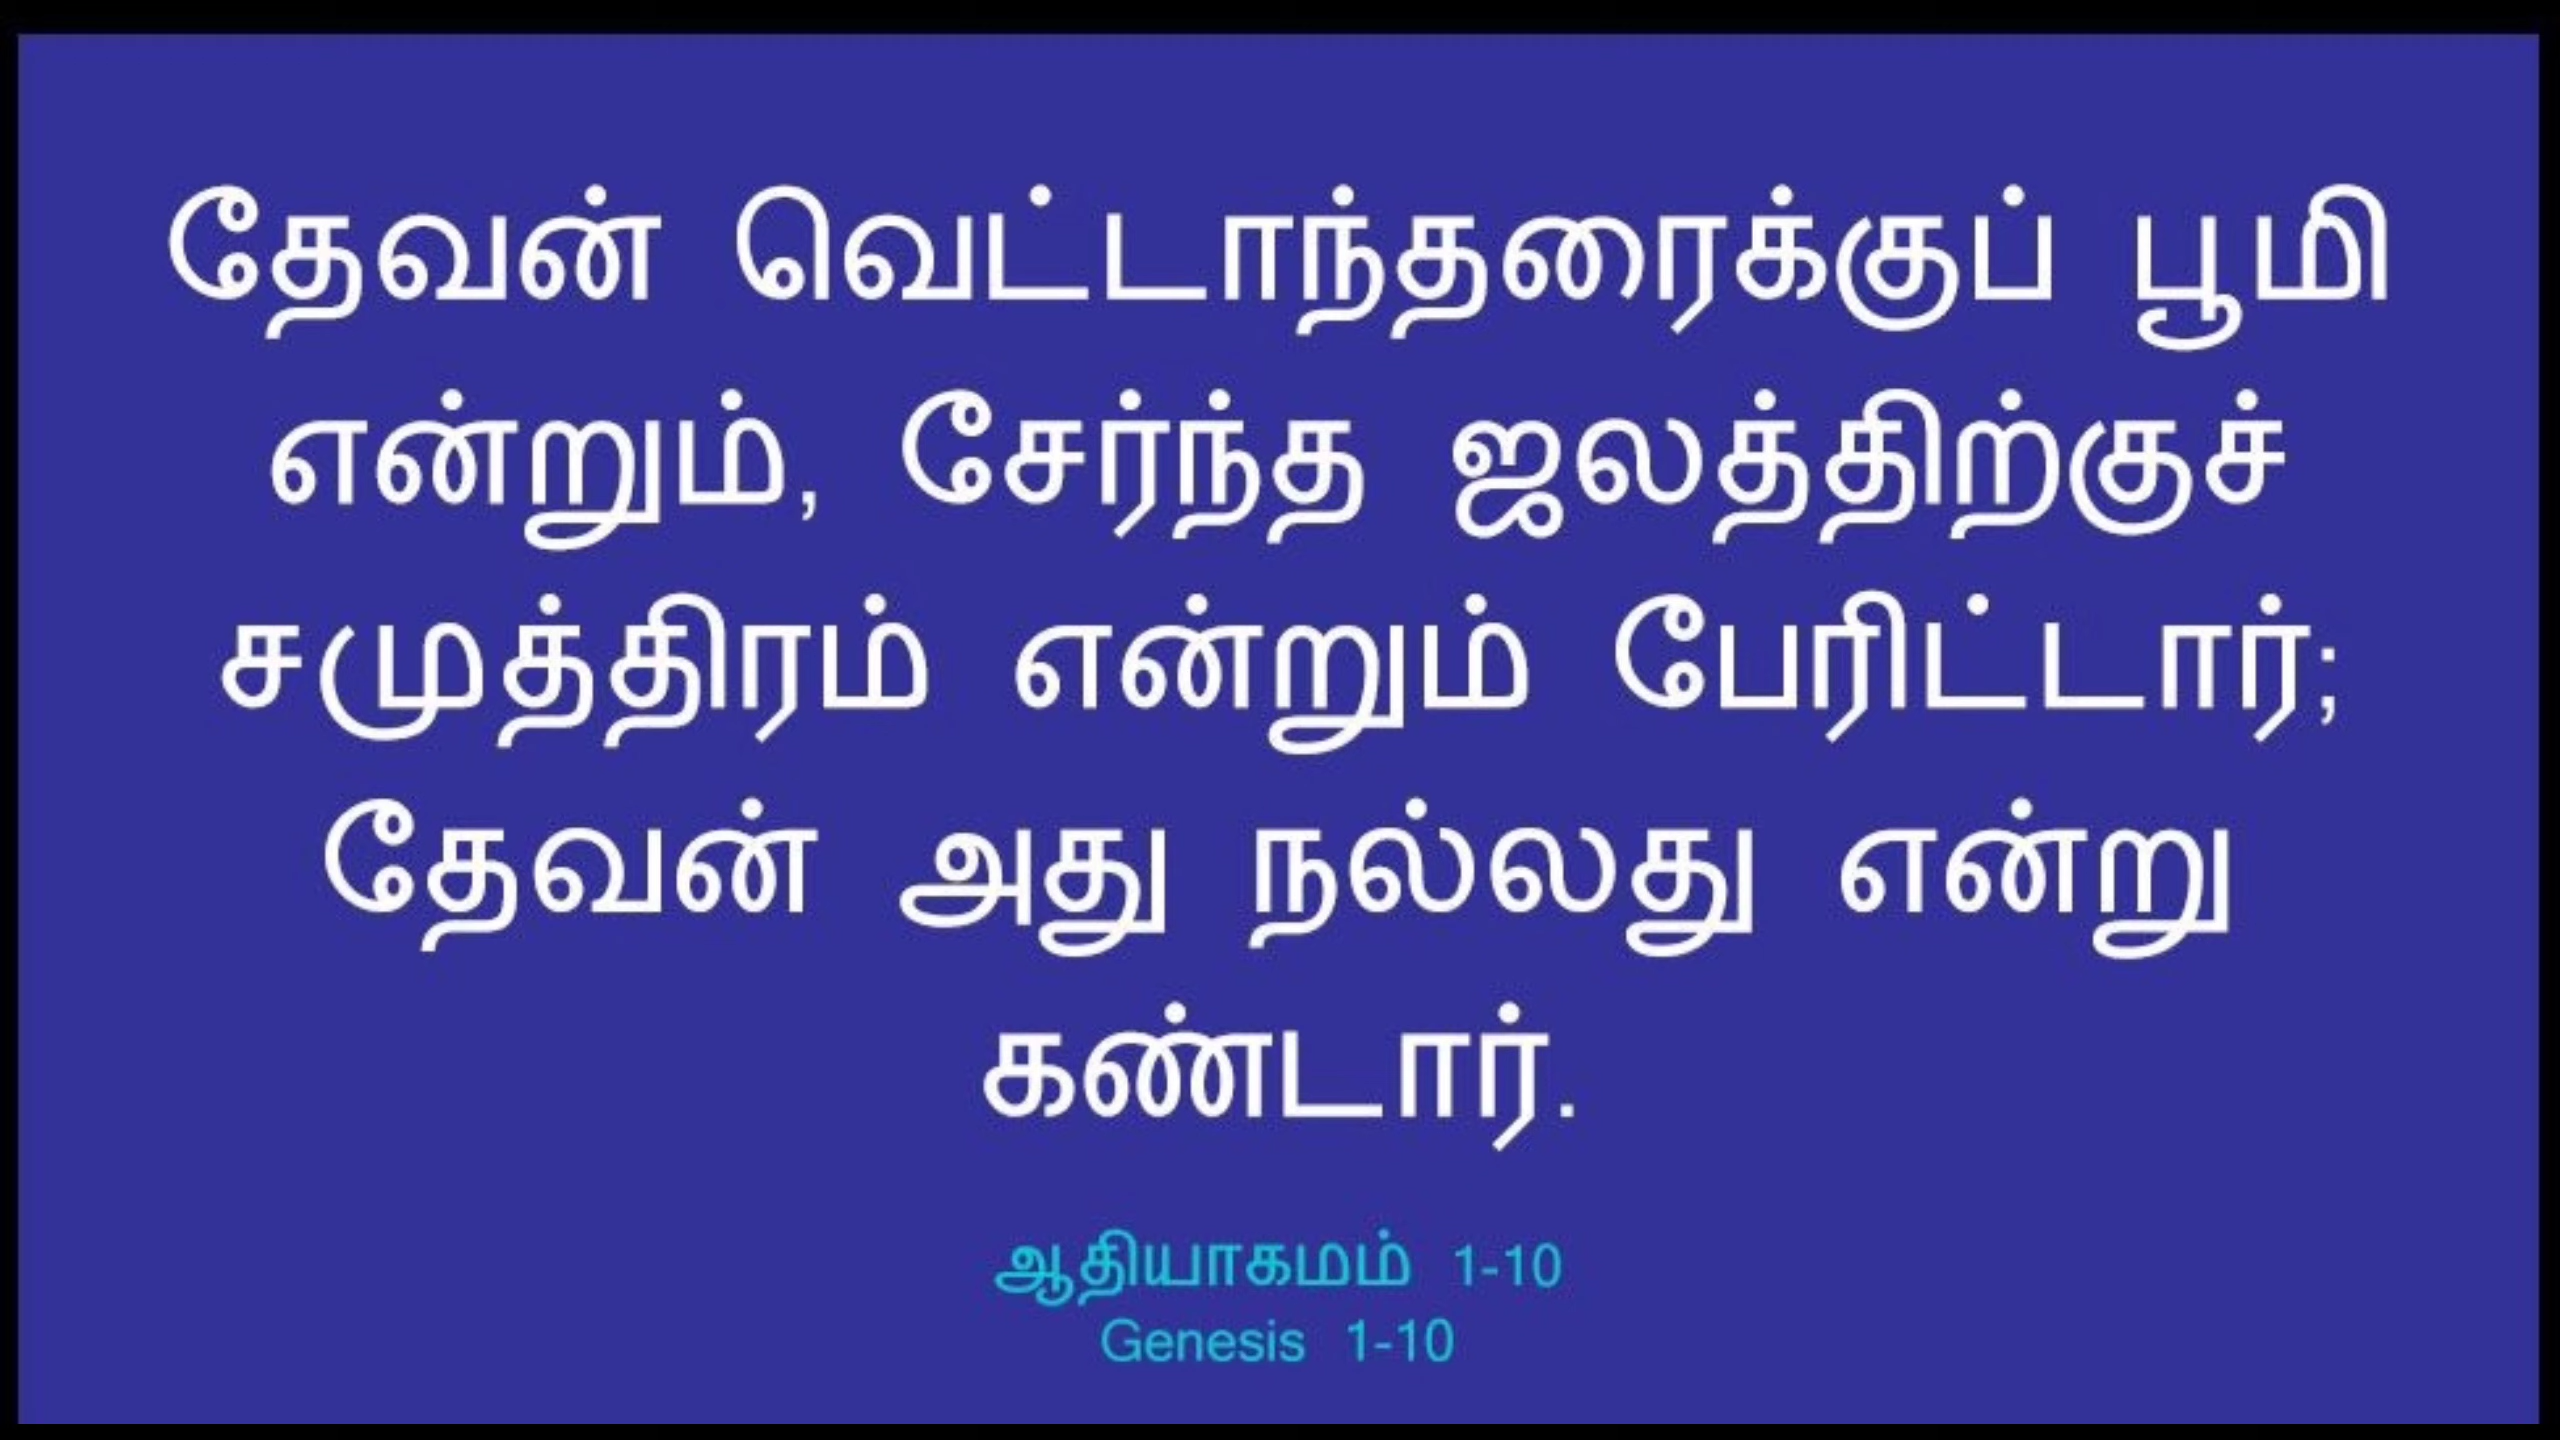 தேவன் வெட்டாந்தரைக்குப் பூமி
என்றும், சேர்ந்த ஜலத்திற்குச்
சமுத்திரம் என்றும் பேரிட்டார்;
தேவன் அது நல்லது என்று
கண்டார்.
ஆதியாகமம் 1-10
Genesis 1-10